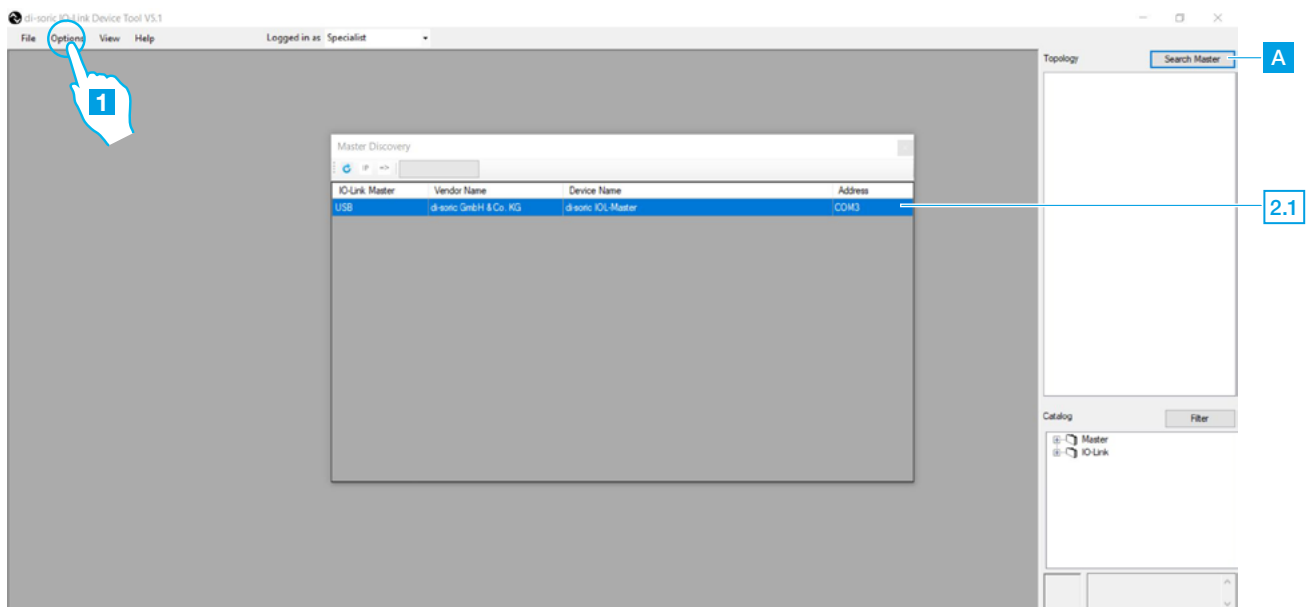 di-soric IO-Link Device Tool V5.1
File Options View Help Logged in as Specialist
Topology Search Master A
1
Master Discovery
IP =>
IO-Link Master Vendor Name Device Name Address
USB di-soric GmbH & Co. KG di-soric IOL-Master COM3
2.1
Catalog Filter
Master
IO-Link